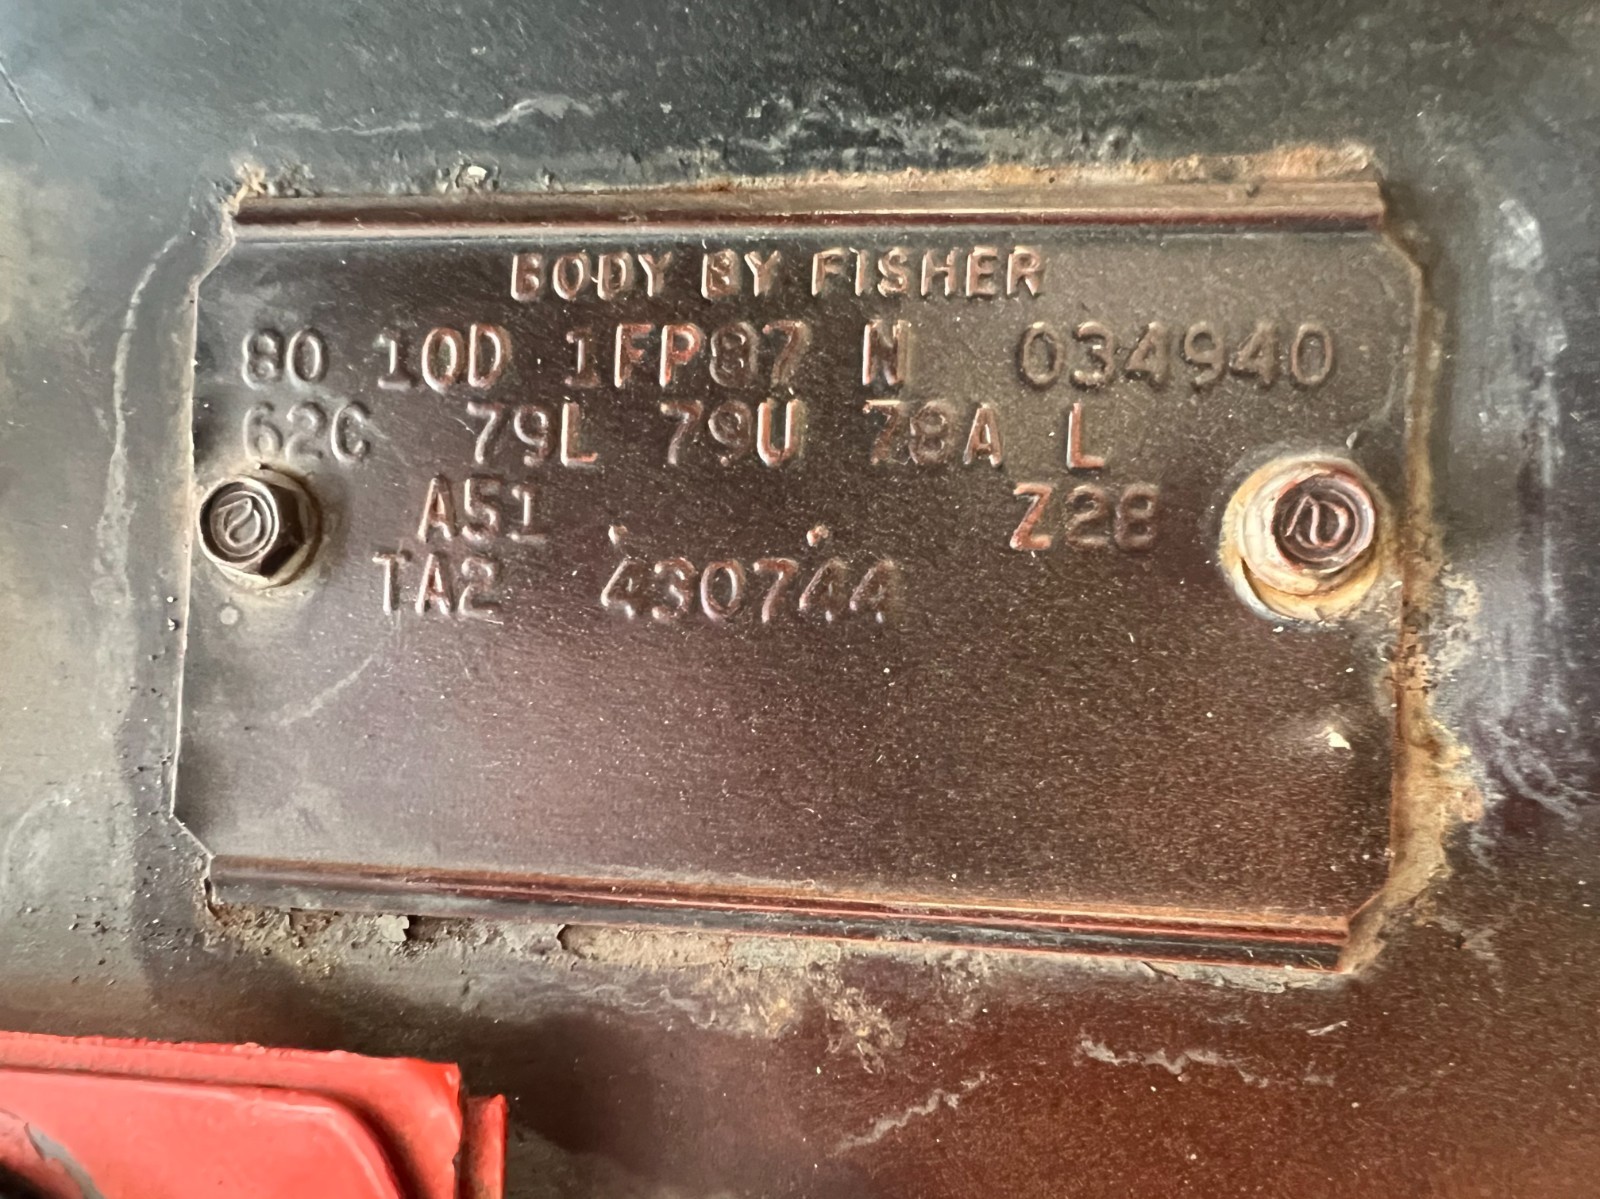 BODY BY FISHER
80 10D 1FP87 N 034940
62C 79L 79U 78A L
A51 . . Z28
TA2 430744